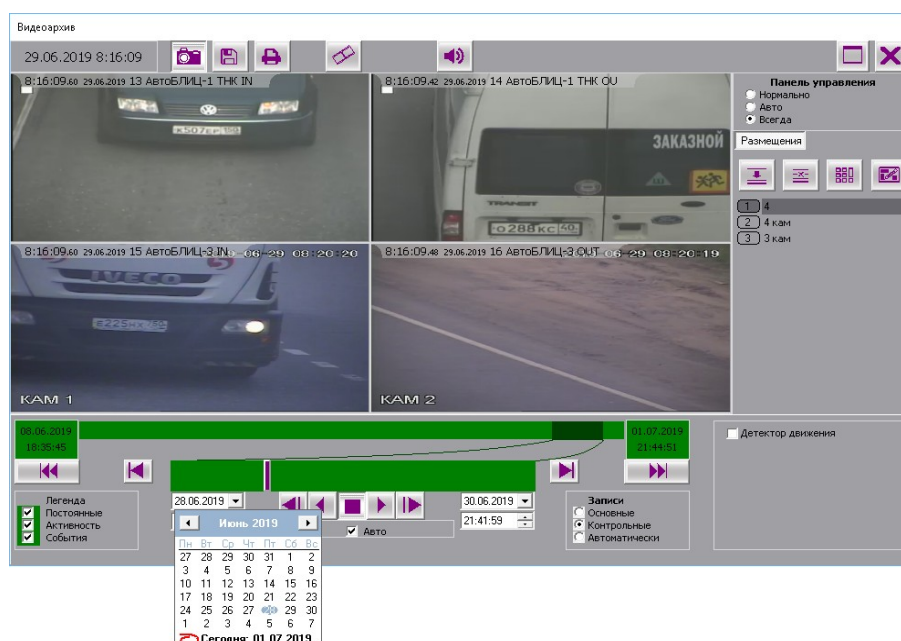 Видеоархив
29.06.2019 8:16:09
8:16:09.60 29.06.2019 13 АвтоБЛИЦ-1 ТНК IN
8:16:09.42 29.06.2019 14 АвтоБЛИЦ-1 ТНК OU
к507ег
ЗАКАЗНОЙ
TRANSIT
о288кс 40
8:16:09.60 29.06.2019 15 АвтоБЛИЦ-3 IN -06-29 08:20:20
8:16:09.48 29.06.2019 16 АвтоБЛИЦ-3 OUT 06-29 08:20:19
IVECO
в225нх
КАМ 1
КАМ 2
Панель управления
Нормально
Авто
Всегда
Размещения
1 4
2 4 кам
3 3 кам
08.06.2019
18:35:45
01.07.2019
21:44:51
Детектор движения
Легенда
Постоянные
Активность
События
28.06.2019
30.06.2019
21:41:59
Авто
Записи
Основные
Контрольные
Автоматически
Июнь 2019
Пн Вт Ср Чт Пт Сб Вс
27 28 29 30 31 1 2
3 4 5 6 7 8 9
10 11 12 13 14 15 16
17 18 19 20 21 22 23
24 25 26 27 28 29 30
1 2 3 4 5 6 7
Сегодня: 01.07.2019